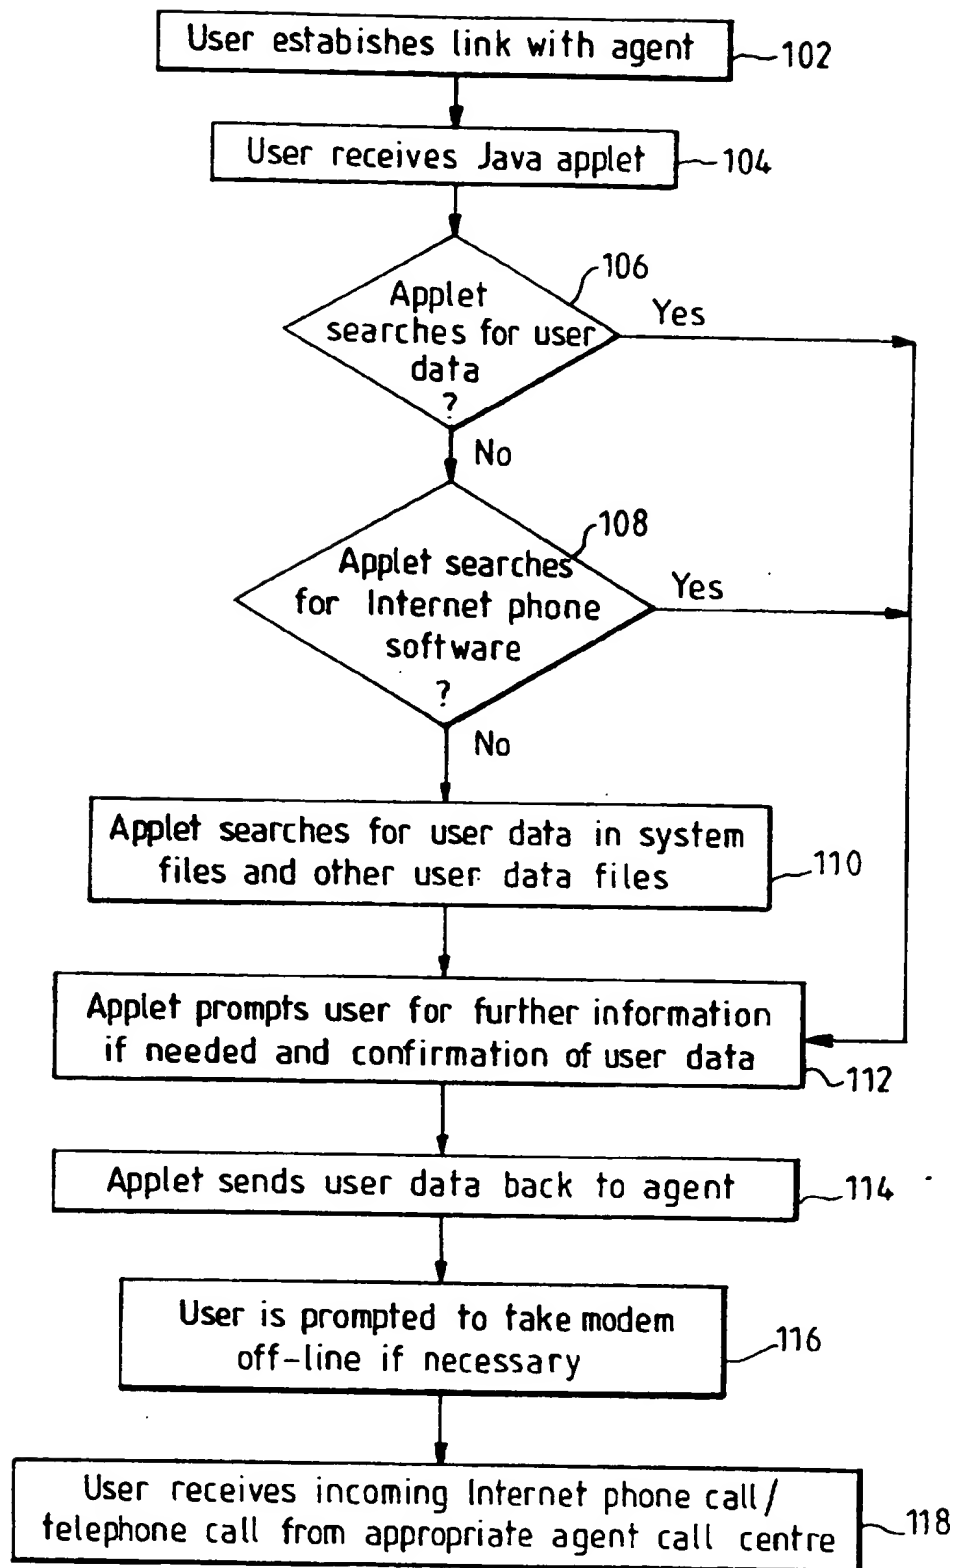 User estabishes link with agent
102
User receives Java applet
104
106
Applet
searches for user
data
?
Yes
No
108
Applet searches
for Internet phone
software
?
Yes
No
Applet searches for user data in system
files and other user data files
110
Applet prompts user for further information
if needed and confirmation of user data
112
Applet sends user data back to agent
114
User is prompted to take modem
off-line if necessary
116
User receives incoming Internet phone call/
telephone call from appropriate agent call centre
118